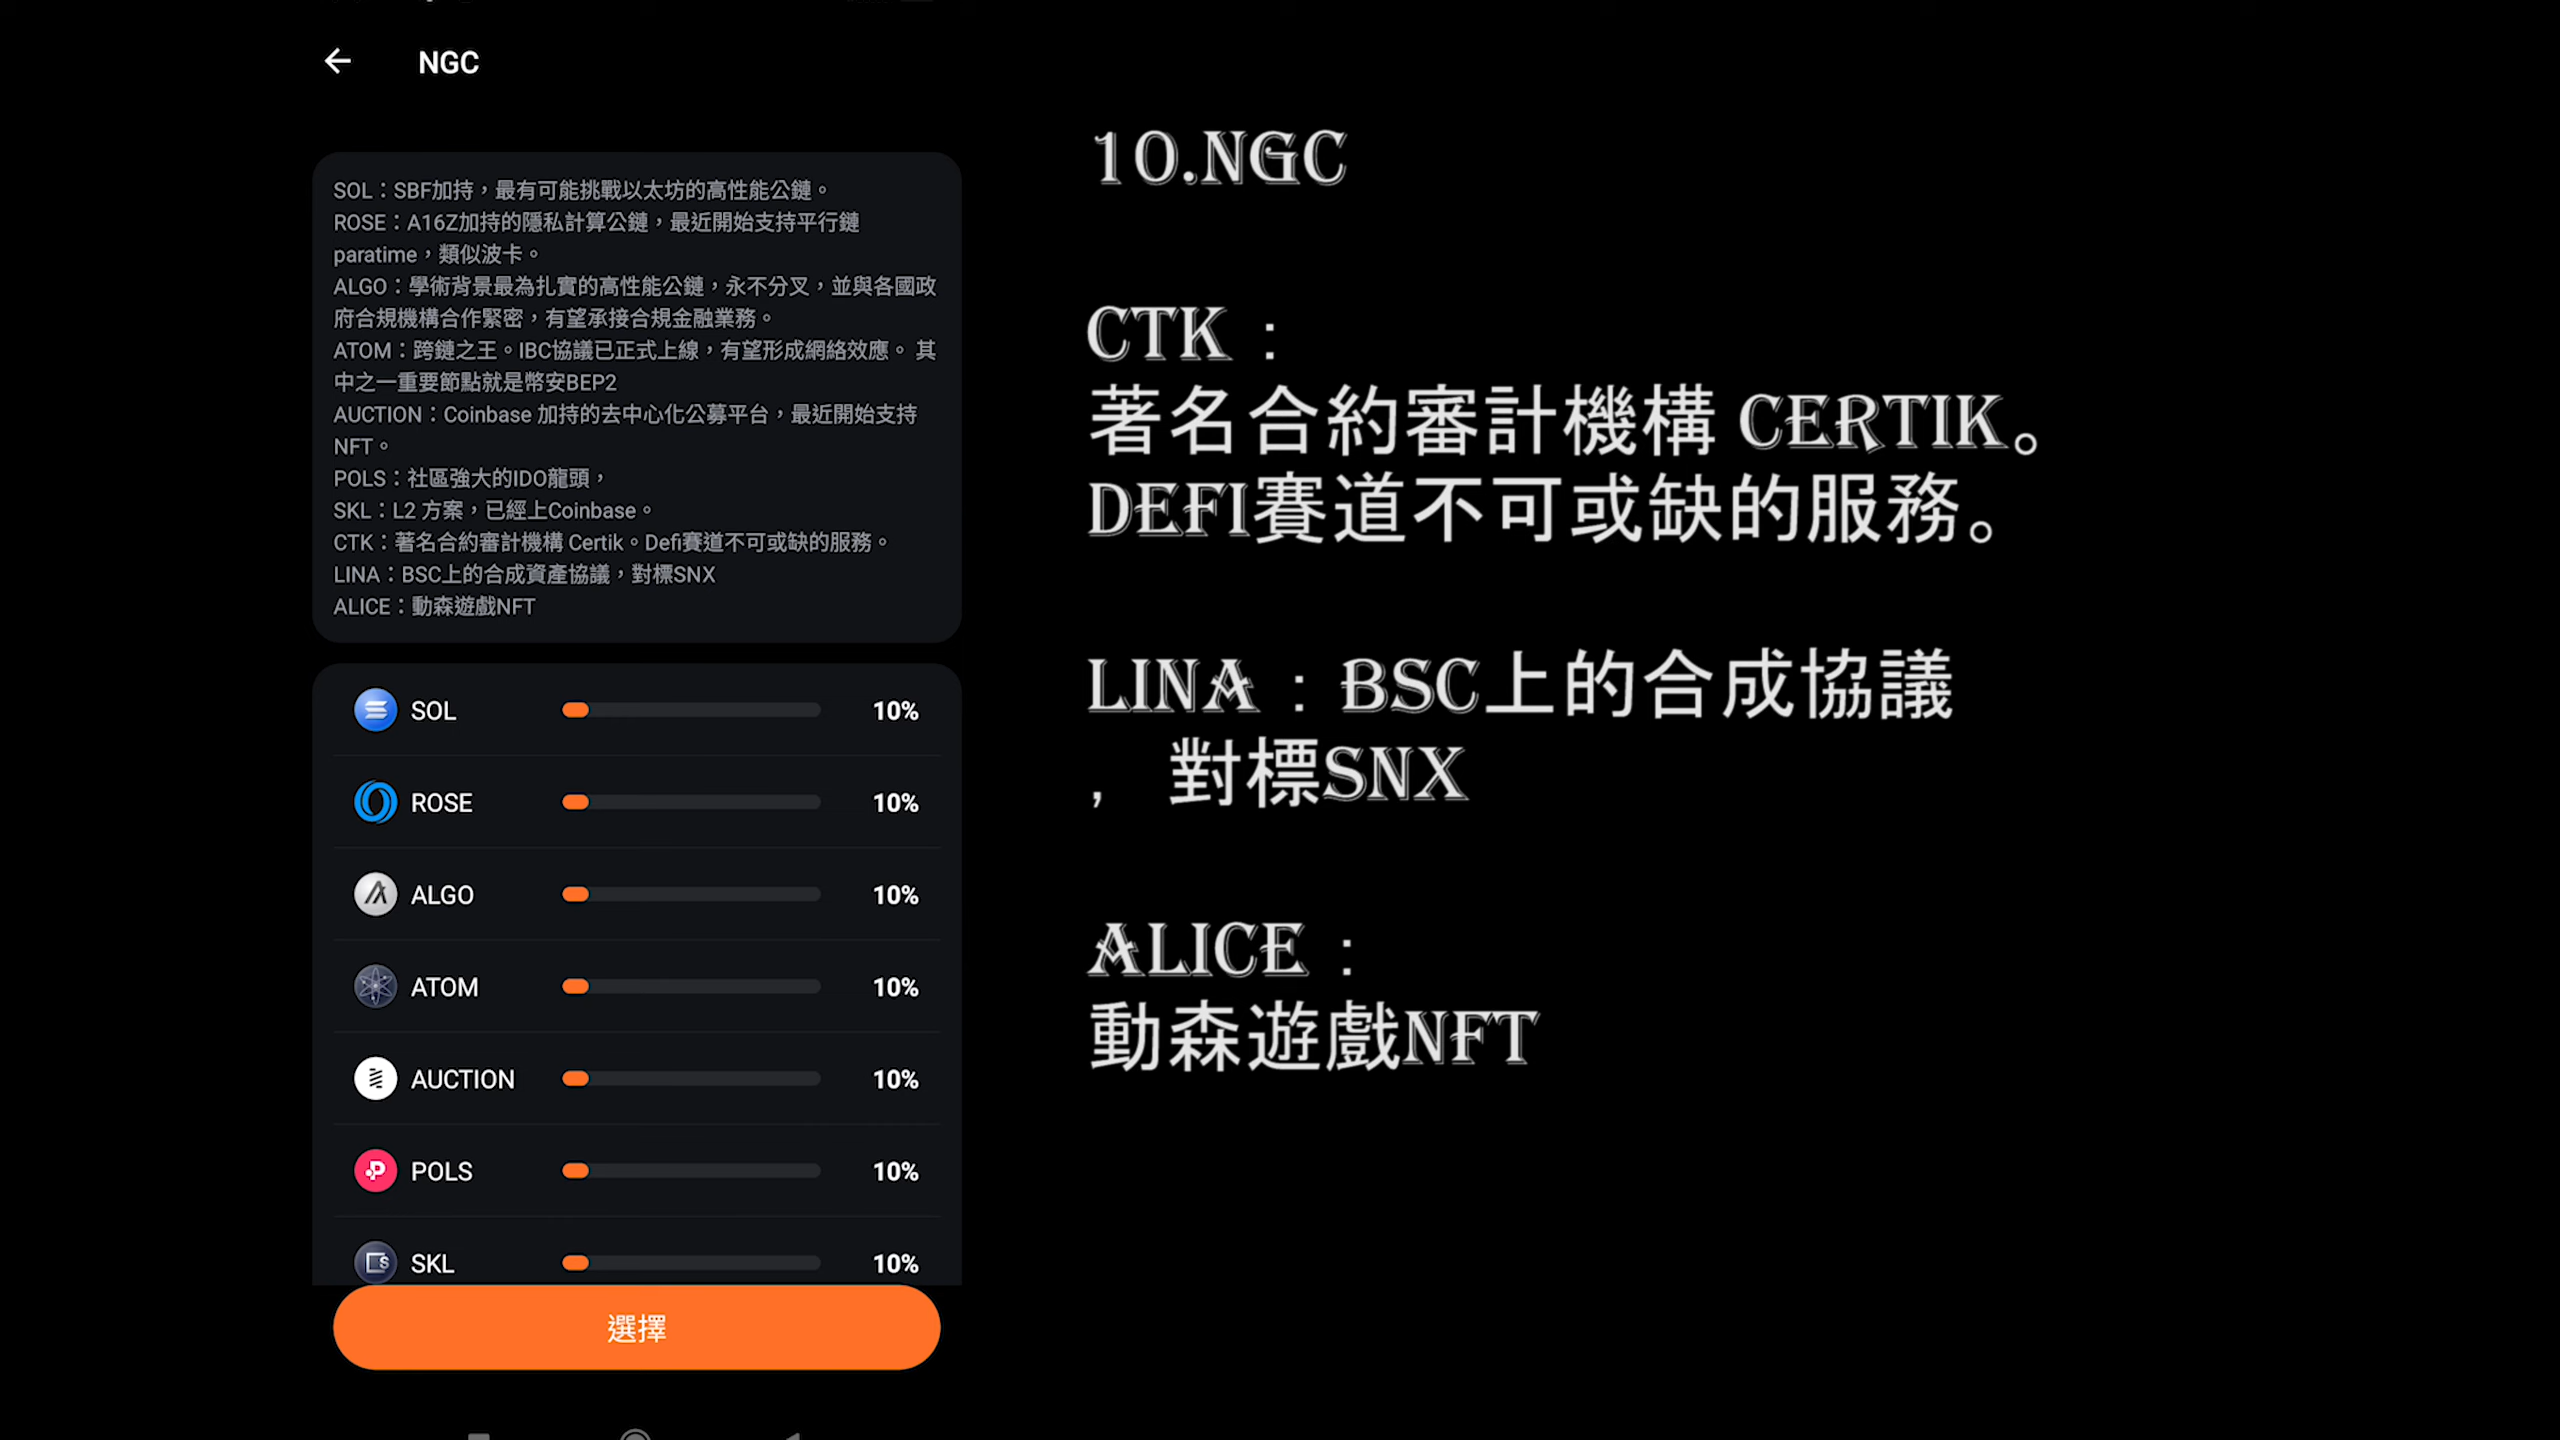 NGC
SOL：SBF加持，最有可能挑戰以太坊的高性能公鏈。
ROSE：A16Z加持的隱私計算公鏈，最近開始支持平行鏈
paratime，類似波卡。
ALGO：學術背景最為扎實的高性能公鏈，永不分叉，並與各國政
府合規機構合作緊密，有望承接合規金融業務。
ATOM：跨鏈之王。IBC協議已正式上線，有望形成網絡效應。 其
中之一重要節點就是幣安BEP2
AUCTION：Coinbase 加持的去中心化公募平台，最近開始支持
NFT。
POLS：社區強大的IDO龍頭，
SKL：L2 方案，已經上Coinbase。
CTK：著名合約審計機構 Certik。Defi賽道不可或缺的服務。
LINA：BSC上的合成資產協議，對標SNX
ALICE：動森遊戲NFT
SOL 10%
ROSE 10%
ALGO 10%
ATOM 10%
AUCTION 10%
POLS 10%
SKL 10%
選擇
10.NGC
CTK：
著名合約審計機構 CERTIK。
DEFI賽道不可或缺的服務。
LINA：BSC上的合成協議
，對標SNX
ALICE：
動森遊戲NFT